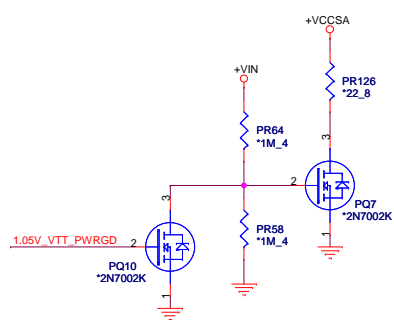 +VCCSA
PR126
*22_8
+VIN
PR64
*1M_4
3
2
PQ7
*2N7002K
1
3
1.05V_VTT_PWRGD
2
PR58
*1M_4
PQ10
*2N7002K
1